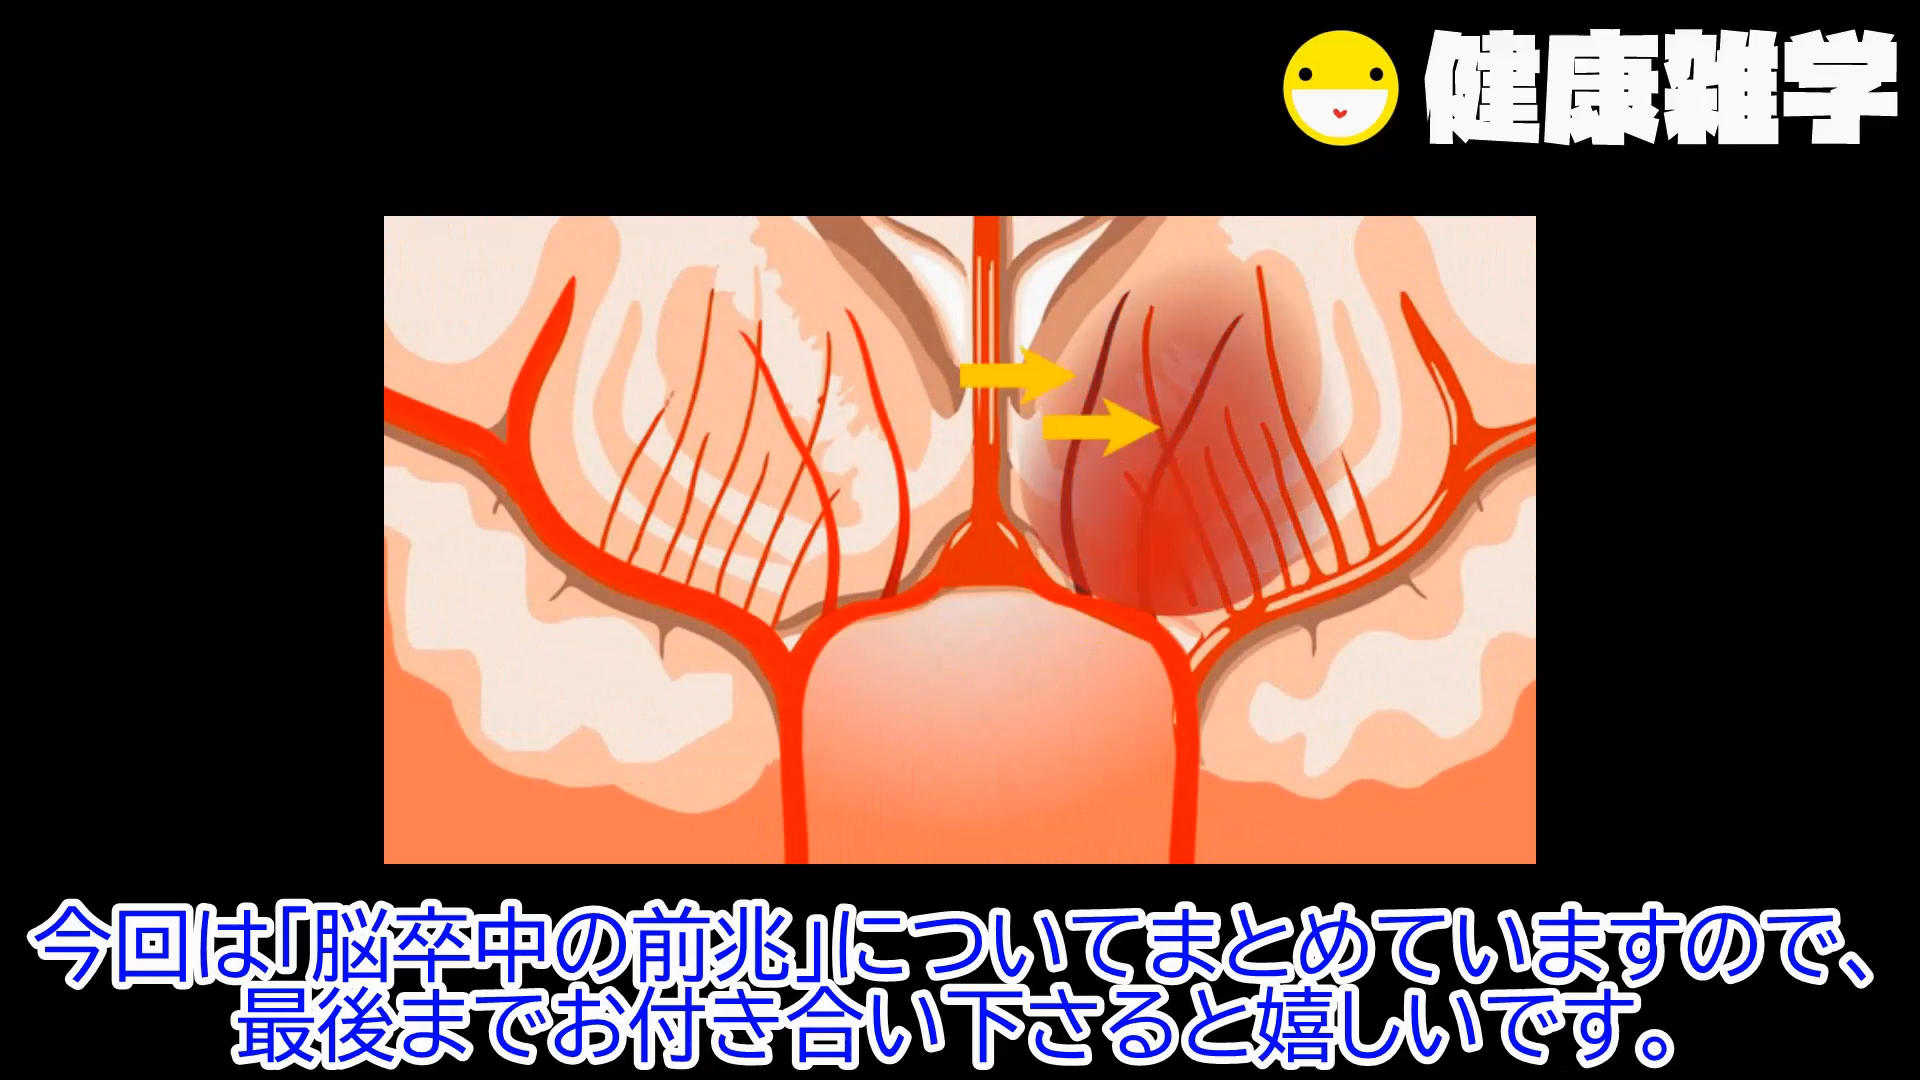 健康雑学
今回は「脳卒中の前兆」についてまとめていますので、
最後までお付き合い下さると嬉しいです。